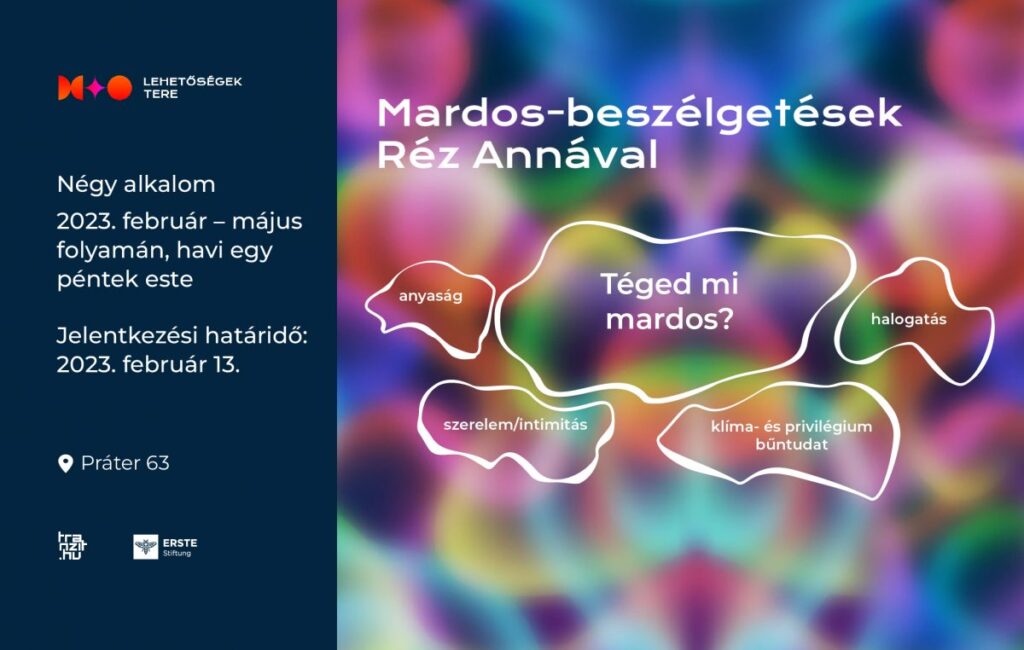 LEHETŐSÉGEK
TERE
Négy alkalom
2023. február – május
folyamán, havi egy
péntek este
Jelentkezési határidő:
2023. február 13.
Práter 63
tranzit.hu
ERSTE
Stiftung
Mardos-beszélgetések
Réz Annával
Téged mi
mardos?
anyaság
halogatás
szerelem/intimitás
klíma- és privilégium
bűntudat